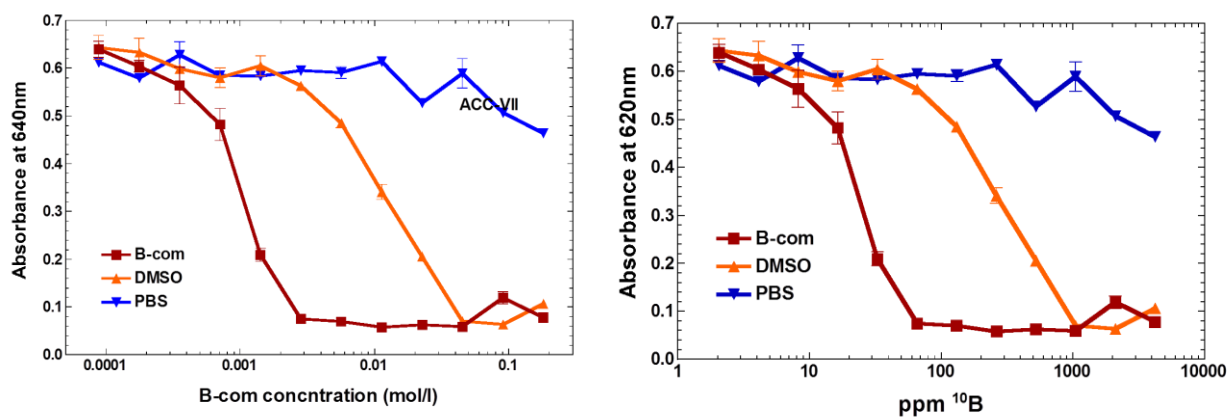 Absorbance at 640nm
0.7
0.6
0.5
0.4
0.3
0.2
0.1
0.0
ACC-VII
B-com
DMSO
PBS
0.0001 0.001 0.01 0.1
B-com concntration (mol/l)
Absorbance at 620nm
0.7
0.6
0.5
0.4
0.3
0.2
0.1
0.0
B-com
DMSO
PBS
1 10 100 1000 10000
ppm ¹⁰B